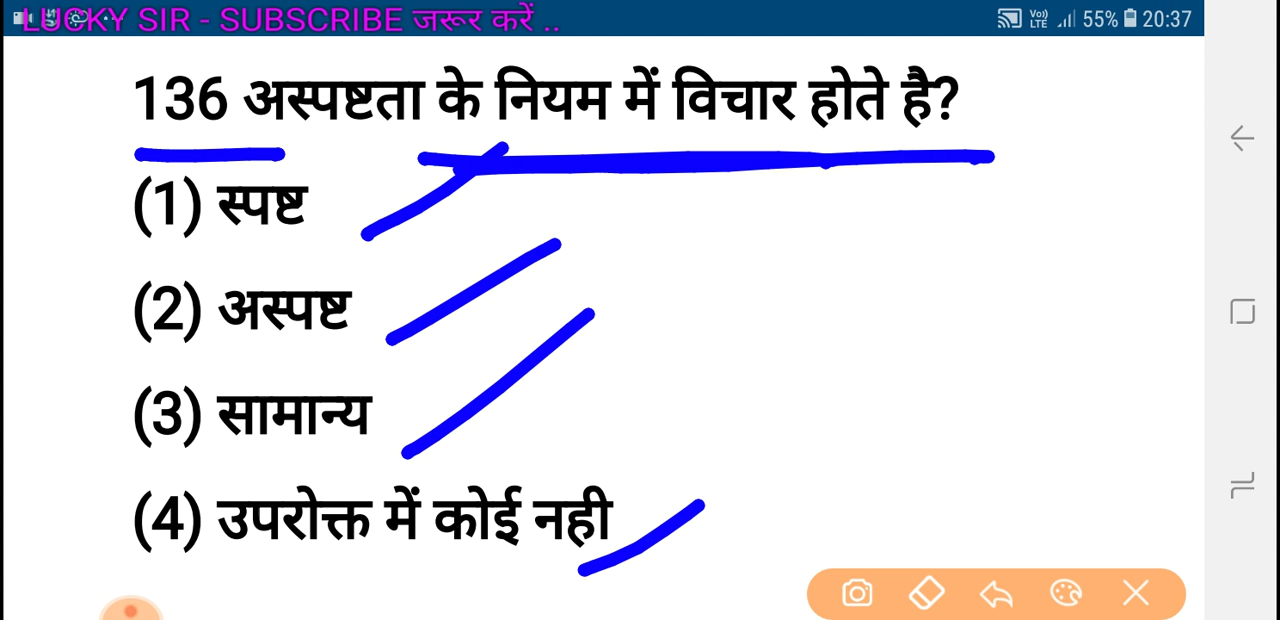 LUCKY SIR - SUBSCRIBE जरूर करें ..
55% 20:37
136 अस्पष्टता के नियम में विचार होते है?
(1) स्पष्ट
(2) अस्पष्ट
(3) सामान्य
(4) उपरोक्त में कोई नही